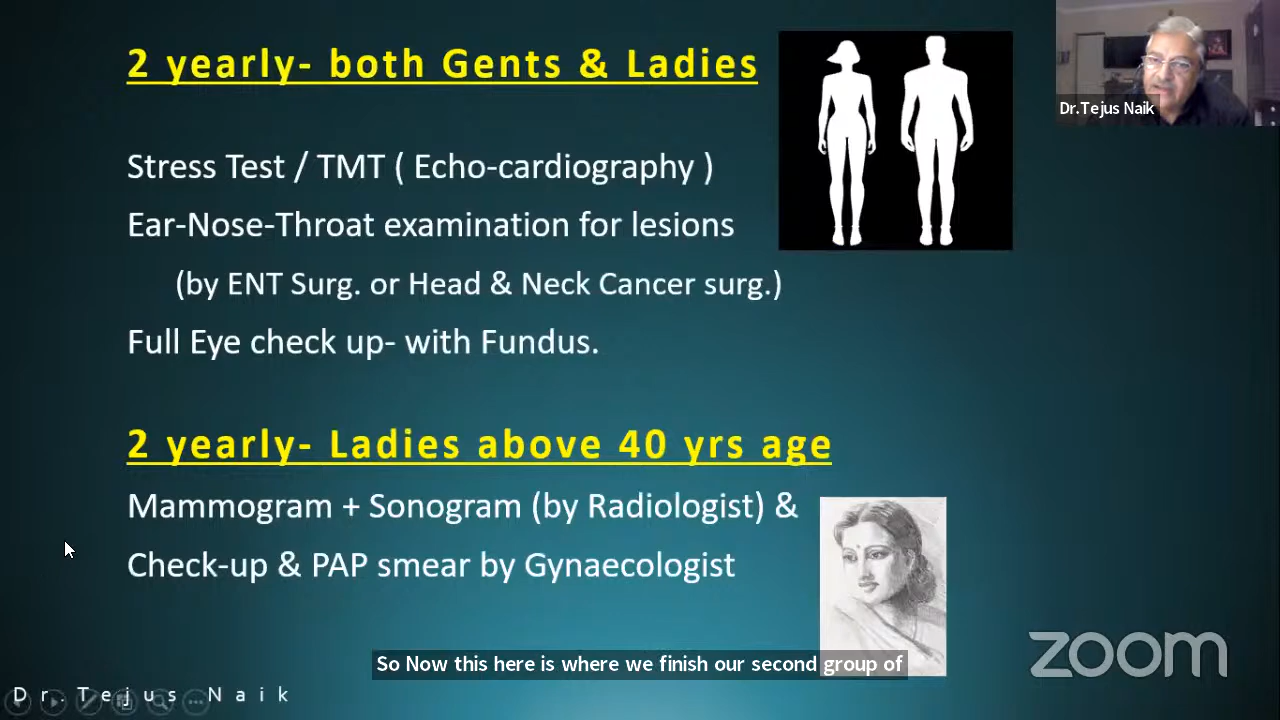 2 yearly- both Gents & Ladies
Dr.Tejus Naik
Stress Test / TMT ( Echo-cardiography )
Ear-Nose-Throat examination for lesions
(by ENT Surg. or Head & Neck Cancer surg.)
Full Eye check up- with Fundus.
2 yearly- Ladies above 40 yrs age
Mammogram + Sonogram (by Radiologist) &
Check-up & PAP smear by Gynaecologist
So Now this here is where we finish our second group of
zoom
Dr. Tejus Naik